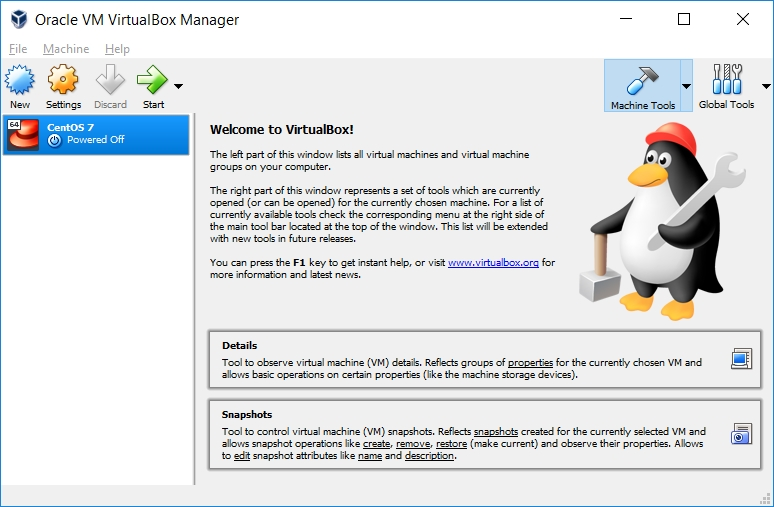 Oracle VM VirtualBox Manager
File Machine Help
New Settings Discard Start Machine Tools Global Tools
64
CentOS 7
Powered Off
Welcome to VirtualBox!
The left part of this window lists all virtual machines and virtual machine
groups on your computer.
The right part of this window represents a set of tools which are currently
opened (or can be opened) for the currently chosen machine. For a list of
currently available tools check the corresponding menu at the right side of
the main tool bar located at the top of the window. This list will be extended
with new tools in future releases.
You can press the F1 key to get instant help, or visit www.virtualbox.org for
more information and latest news.
Details
Tool to observe virtual machine (VM) details. Reflects groups of properties for the currently chosen VM and
allows basic operations on certain properties (like the machine storage devices).
Snapshots
Tool to control virtual machine (VM) snapshots. Reflects snapshots created for the currently selected VM and
allows snapshot operations like create, remove, restore (make current) and observe their properties. Allows
to edit snapshot attributes like name and description.